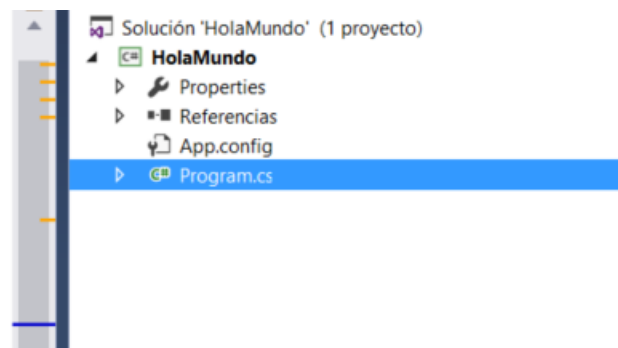 Solución 'HolaMundo' (1 proyecto)
C# HolaMundo
Properties
Referencias
App.config
C# Program.cs